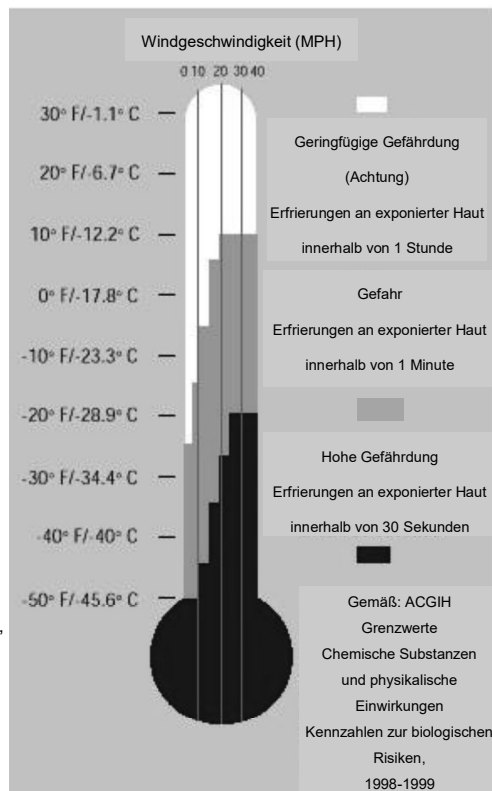 Windgeschwindigkeit (MPH)
0 10 20 30 40
30° F/-1.1° C
20° F/-6.7° C
10° F/-12.2° C
0° F/-17.8° C
-10° F/-23.3° C
-20° F/-28.9° C
-30° F/-34.4° C
-40° F/-40° C
-50° F/-45.6° C
Geringfügige Gefährdung
(Achtung)
Erfrierungen an exponierter Haut
innerhalb von 1 Stunde
Gefahr
Erfrierungen an exponierter Haut
innerhalb von 1 Minute
Hohe Gefährdung
Erfrierungen an exponierter Haut
innerhalb von 30 Sekunden
Gemäß: ACGIH
Grenzwerte
Chemische Substanzen
und physikalische
Einwirkungen
Kennzahlen zur biologischen
Risiken,
1998-1999
,